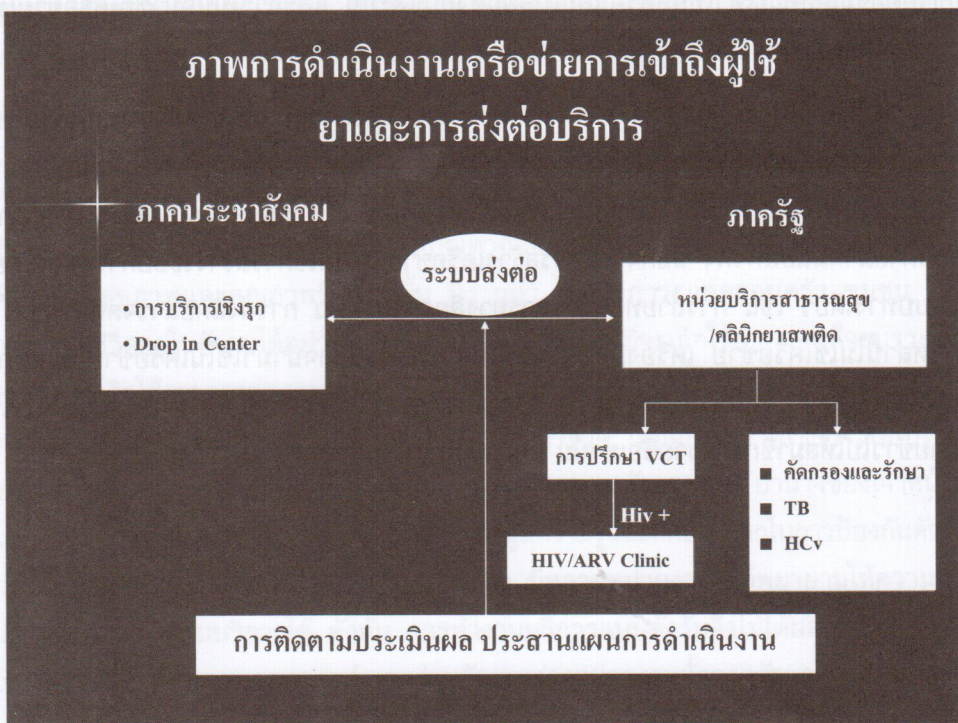 ภาพการดำเนินงานเครือข่ายการเข้าถึงผู้ใช้
ยาและการส่งต่อบริการ
ภาคประชาสังคม
ภาครัฐ
ระบบส่งต่อ
• การบริการเชิงรุก
• Drop in Center
หน่วยบริการสาธารณสุข
/คลินิกยาเสพติด
การปรึกษา VCT
Hiv +
HIV/ARV Clinic
■ คัดกรองและรักษา
■ TB
■ HCv
การติดตามประเมินผล ประสานแผนการดำเนินงาน